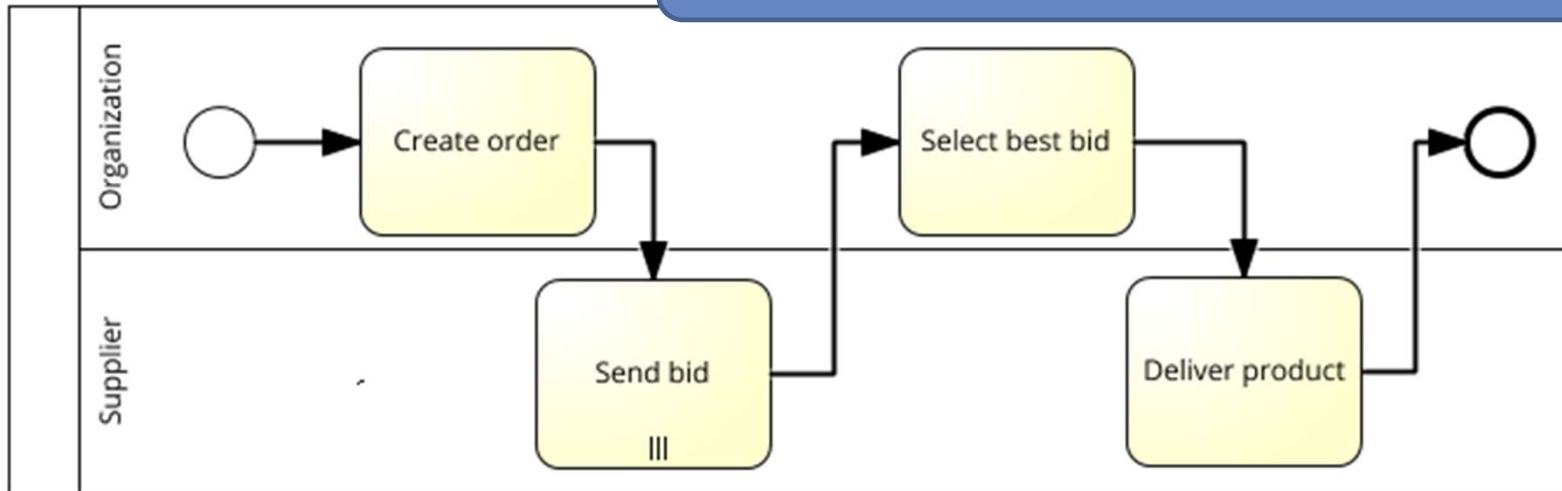 Organization
Create order
Select best bid
Supplier
Send bid
Deliver product